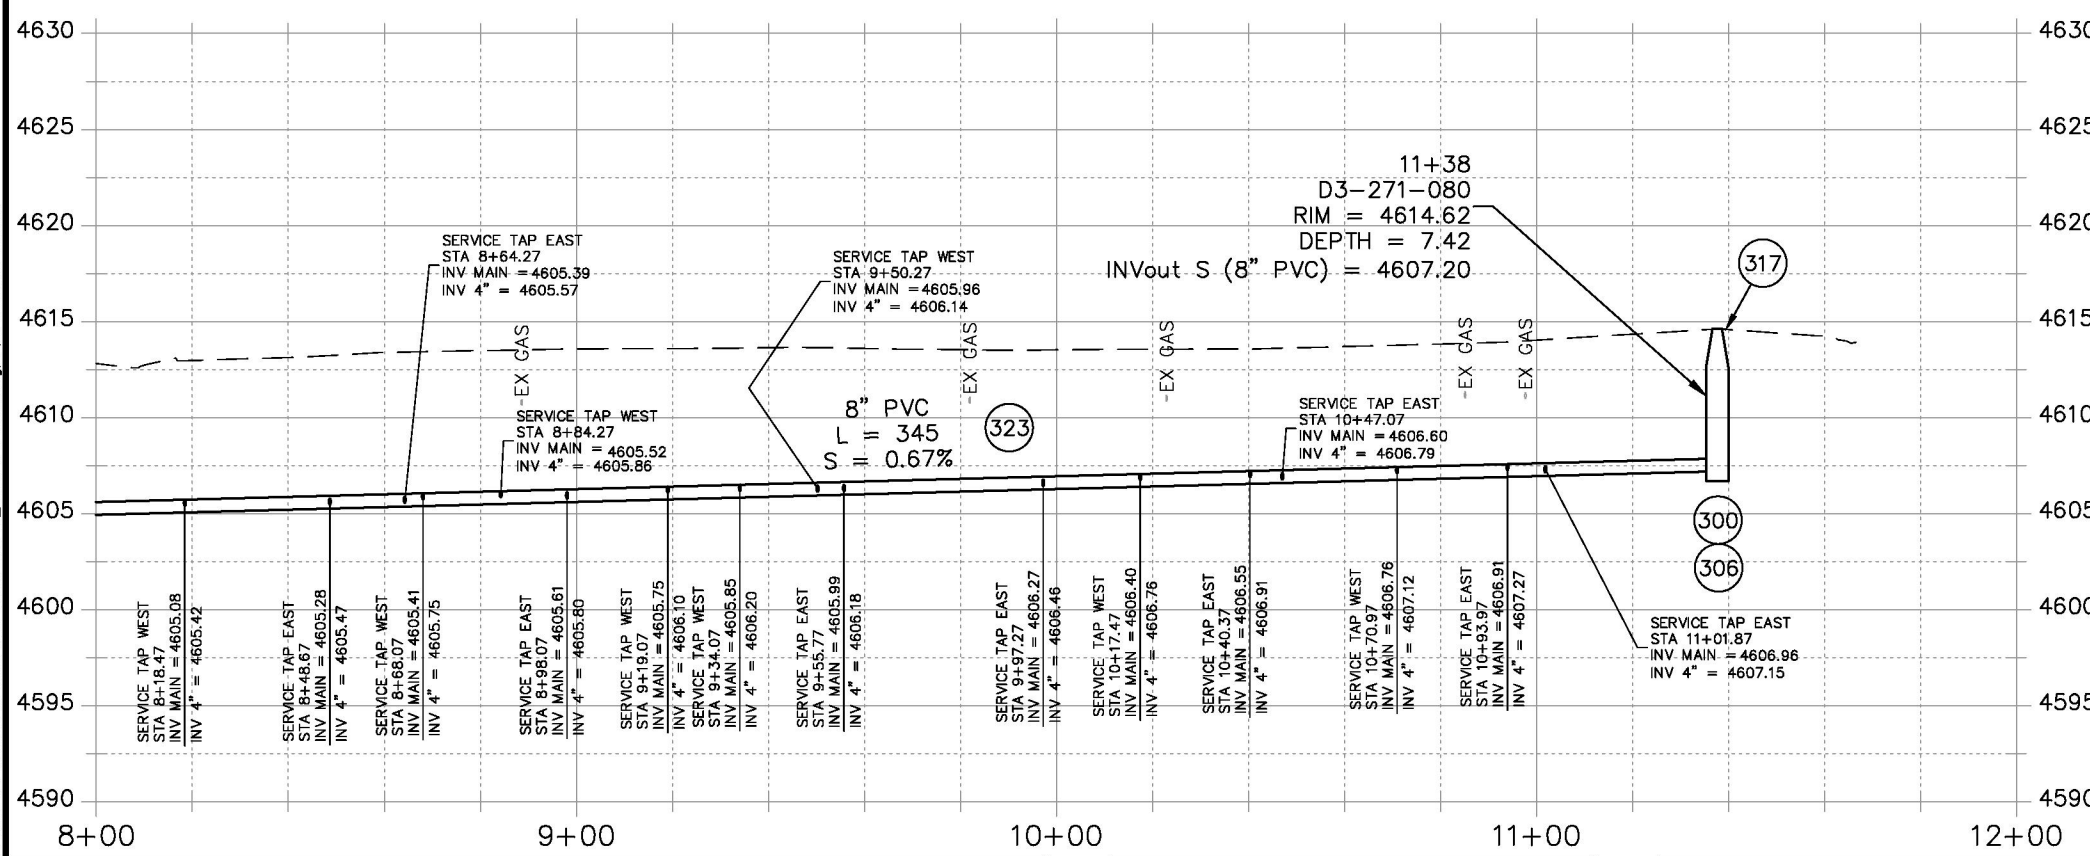 4630
4625
4620
4615
4610
4605
4600
4595
4590
4630
4625
4620
4615
4610
4605
4600
4595
4590
11+38
D3-271-080
RIM = 4614.62
DEPTH = 7.42
INVout S (8" PVC) = 4607.20
317
SERVICE TAP EAST
STA 8+64.27
INV MAIN =4605.39
INV 4" = 4605.57
SERVICE TAP WEST
STA 9+50.27
INV MAIN =4605.96
INV 4" = 4606.14
-EX GAS
-EX GAS
-EX GAS
-EX GAS
-EX GAS
SERVICE TAP WEST
STA 8+84.27
INV MAIN =4605.52
INV 4" = 4605.86
8" PVC
L = 345
S = 0.67%
323
SERVICE TAP EAST
STA 10+47.07
INV MAIN =4606.60
INV 4" = 4606.79
300
306
SERVICE TAP WEST
STA 8+18.47
INV MAIN =4605.08
INV 4" = 4605.42
SERVICE TAP EAST
STA 8+48.67
INV MAIN =4605.28
INV 4" = 4605.47
SERVICE TAP WEST
STA 8+68.07
INV MAIN =4605.41
INV 4" = 4605.75
SERVICE TAP EAST
STA 8+98.07
INV MAIN =4605.61
INV 4" = 4605.80
SERVICE TAP WEST
STA 9+19.07
INV MAIN =4605.75
INV 4" = 4606.10
SERVICE TAP WEST
STA 9+34.07
INV MAIN =4605.85
INV 4" = 4606.20
SERVICE TAP EAST
STA 9+55.77
INV MAIN =4605.99
INV 4" = 4606.18
SERVICE TAP EAST
STA 9+97.27
INV MAIN =4606.27
INV 4" = 4606.46
SERVICE TAP WEST
STA 10+17.47
INV MAIN =4606.40
INV 4" = 4606.76
SERVICE TAP EAST
STA 10+40.37
INV MAIN =4606.55
INV 4" = 4606.91
SERVICE TAP WEST
STA 10+70.97
INV MAIN =4606.76
INV 4" = 4607.12
SERVICE TAP EAST
STA 10+93.97
INV MAIN =4606.91
INV 4" = 4607.27
SERVICE TAP EAST
STA 11+01.87
INV MAIN =4606.96
INV 4" = 4607.15
8+00
9+00
10+00
11+00
12+00